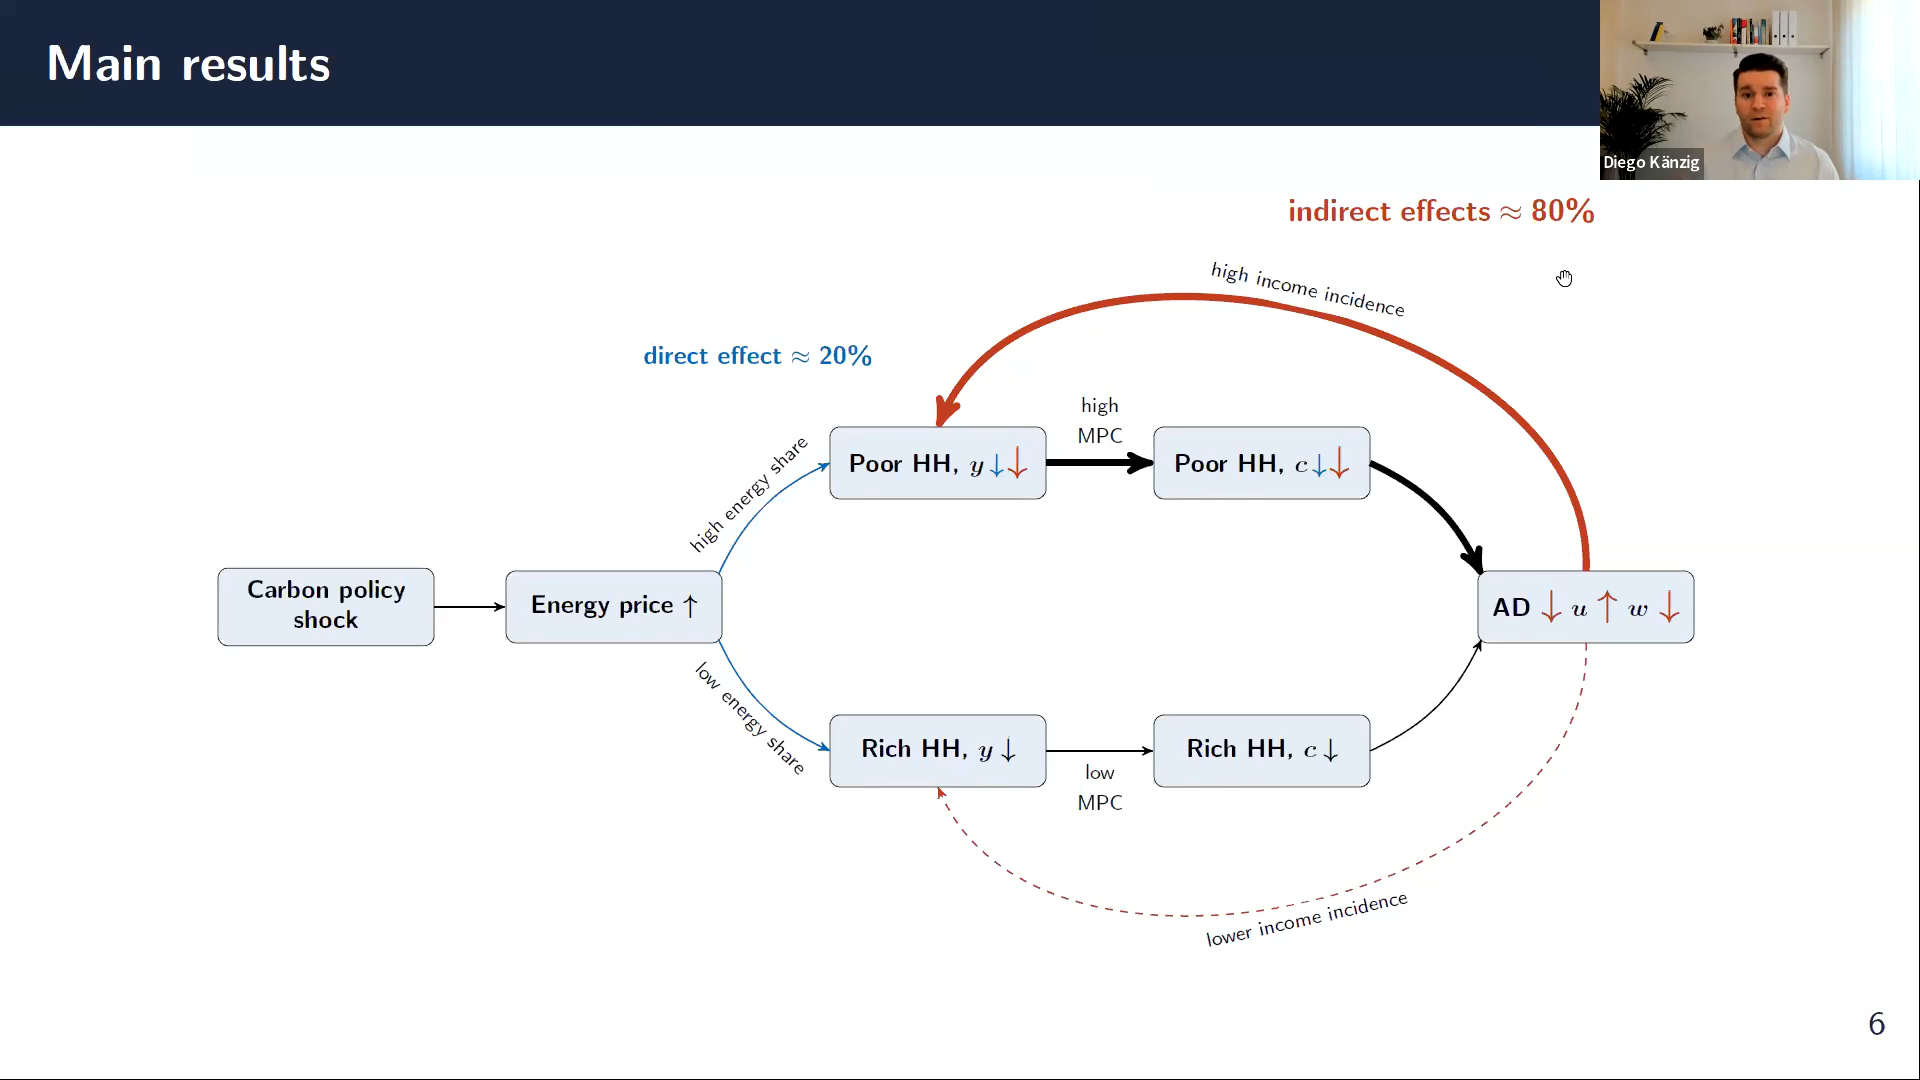 Main results
Diego Känzig
indirect effects ≈ 80%
high income incidence
direct effect ≈ 20%
high
MPC
high energy share
Poor HH, y ↓↓
Poor HH, c ↓↓
Carbon policy
shock
Energy price ↑
AD ↓ u ↑ w ↓
low energy share
Rich HH, y ↓
Rich HH, c ↓
low
MPC
lower income incidence
6